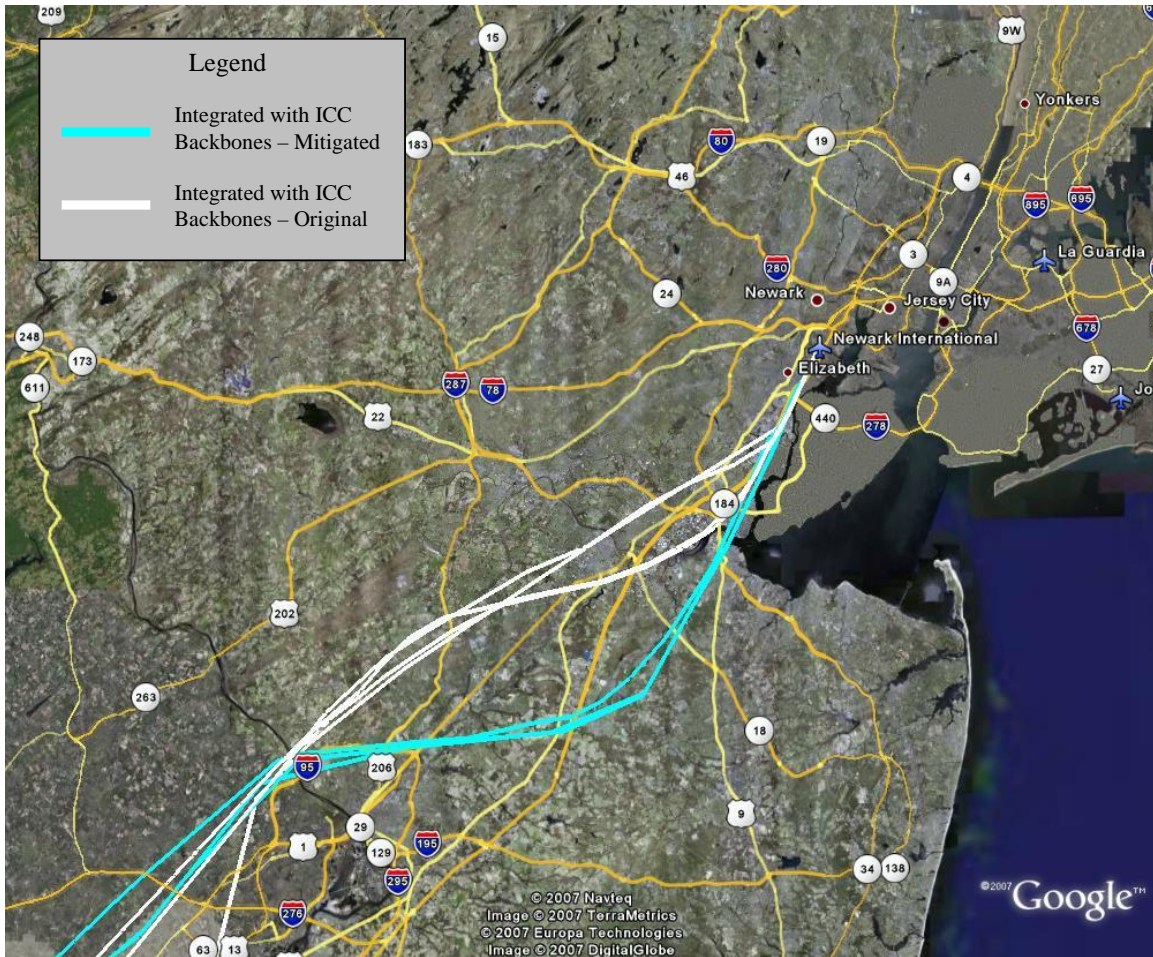 209
15
9W
Legend
Integrated with ICC
Backbones – Mitigated
Integrated with ICC
Backbones – Original
Yonkers
183
80
19
46
4
895
695
3
La Guardia
280
9A
24
Newark
Jersey City
678
248
173
Newark International
611
287
78
Elizabeth
27
Jo
22
440
278
184
202
263
18
95
206
9
29
1
129
195
34
138
295
276
63
13
© 2007 Navteq
Image © 2007 TerraMetrics
© 2007 Europa Technologies
Image © 2007 DigitalGlobe
©2007 Google™